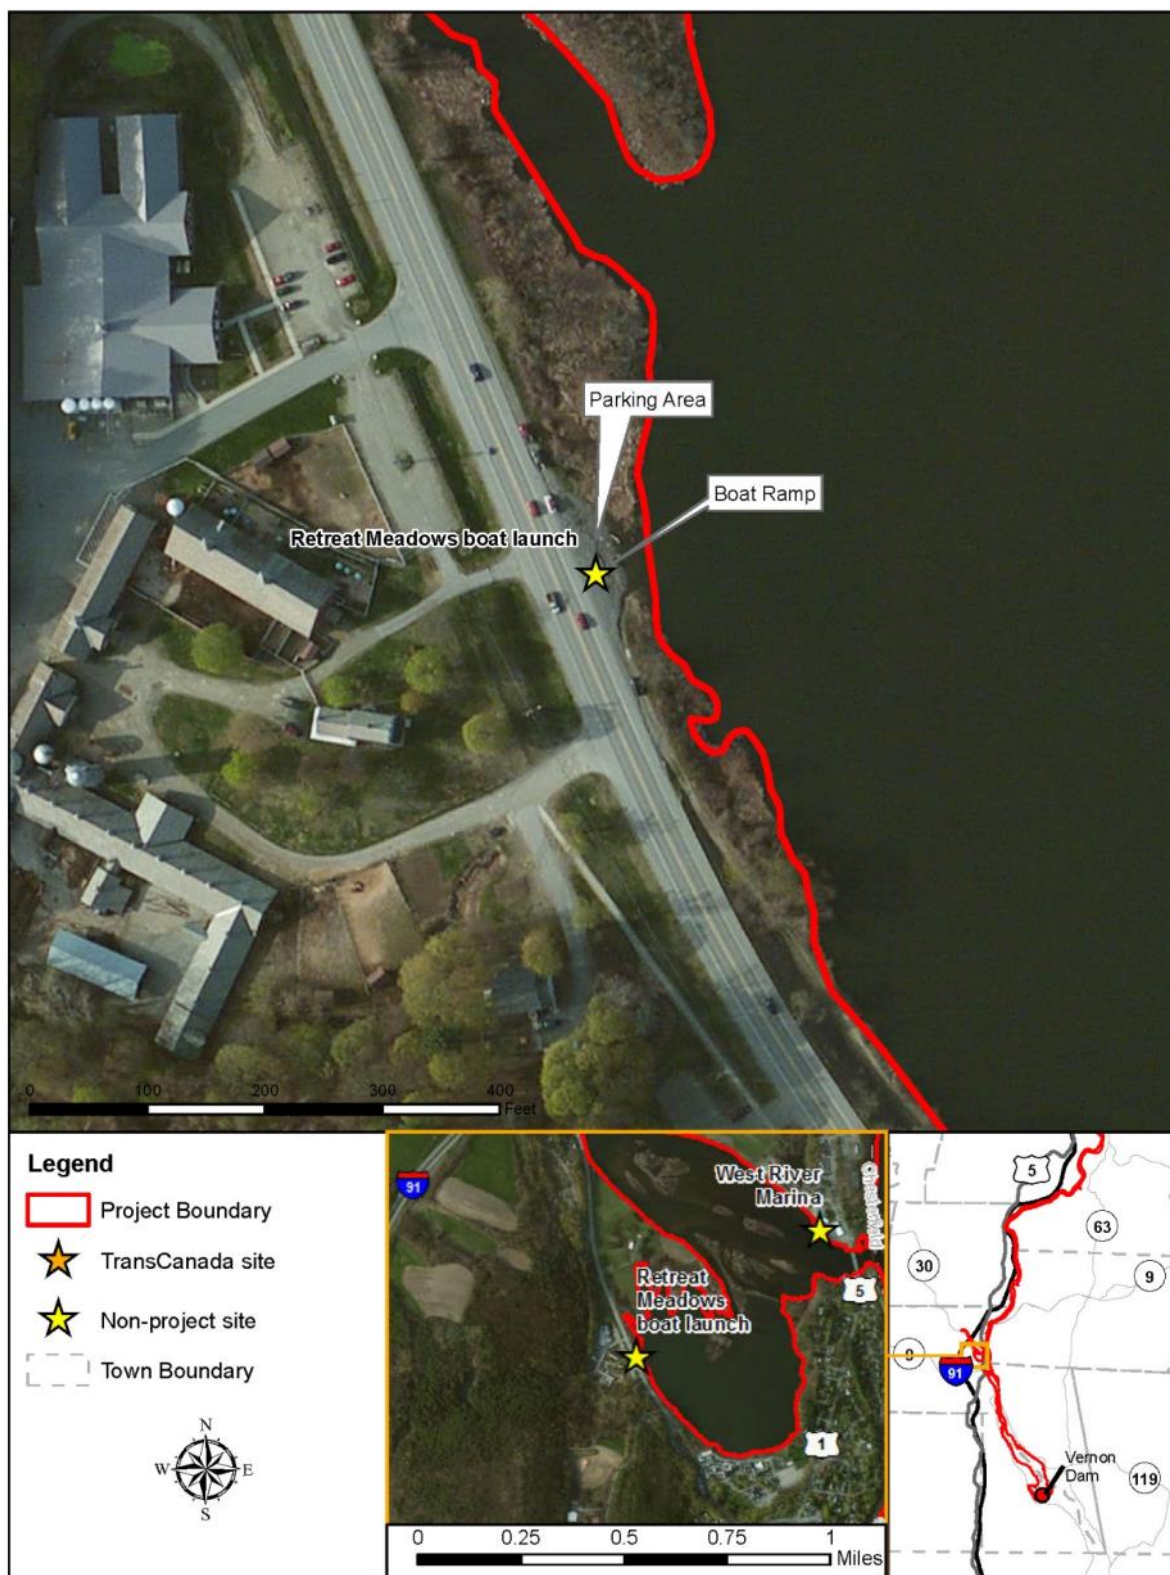 Parking Area
Boat Ramp
Retreat Meadows boat launch
0 100 200 300 400
Feet
Legend
Project Boundary
TransCanada site
Non-project site
Town Boundary
N
W E
S
91
West River
Marina
Retreat
Meadows
boat launch
5
1
0 0.25 0.5 0.75 1
Miles
5
63
30
9
9
91
Vernon
Dam
119